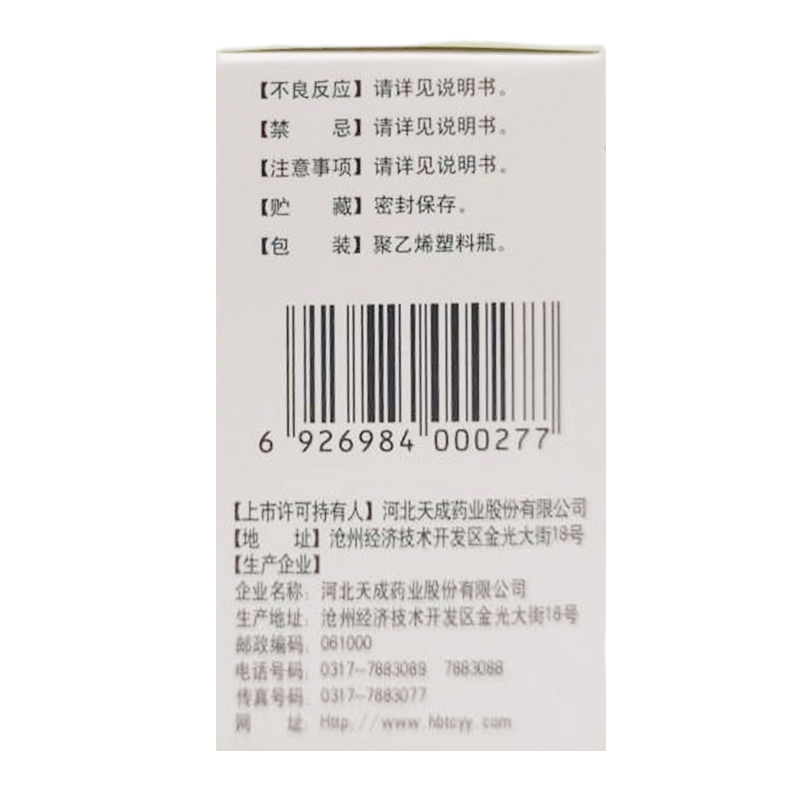 【不良反应】请详见说明书。
【禁 忌】请详见说明书。
【注意事项】请详见说明书。
【贮 藏】密封保存。
【包 装】聚乙烯塑料瓶。
6 926984 000277
【上市许可持有人】河北天成药业股份有限公司
【地 址】沧州经济技术开发区金光大街18号
【生产企业】
企业名称：河北天成药业股份有限公司
生产地址：沧州经济技术开发区金光大街18号
邮政编码：061000
电话号码：0317-7883089 7883088
传真号码：0317-7883077
网 址：Http://www.hbtcyy.com